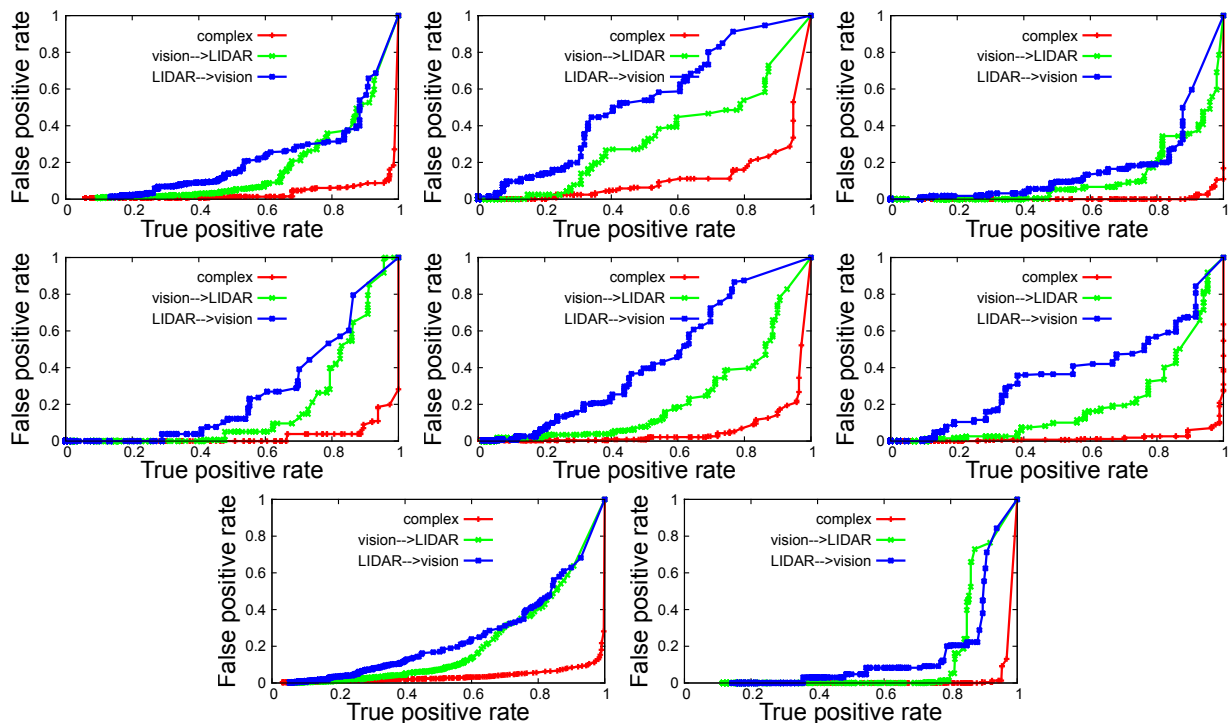 1
0.8
0.6
0.4
0.2
0
False positive rate
complex
vision-->LIDAR
LIDAR-->vision
0 0.2 0.4 0.6 0.8 1
True positive rate
1
0.8
0.6
0.4
0.2
0
False positive rate
complex
vision-->LIDAR
LIDAR-->vision
0 0.2 0.4 0.6 0.8 1
True positive rate
1
0.8
0.6
0.4
0.2
0
False positive rate
complex
vision-->LIDAR
LIDAR-->vision
0 0.2 0.4 0.6 0.8 1
True positive rate
1
0.8
0.6
0.4
0.2
0
False positive rate
complex
vision-->LIDAR
LIDAR-->vision
0 0.2 0.4 0.6 0.8 1
True positive rate
1
0.8
0.6
0.4
0.2
0
False positive rate
complex
vision-->LIDAR
LIDAR-->vision
0 0.2 0.4 0.6 0.8 1
True positive rate
1
0.8
0.6
0.4
0.2
0
False positive rate
complex
vision-->LIDAR
LIDAR-->vision
0 0.2 0.4 0.6 0.8 1
True positive rate
1
0.8
0.6
0.4
0.2
0
False positive rate
complex
vision-->LIDAR
LIDAR-->vision
0 0.2 0.4 0.6 0.8 1
True positive rate
1
0.8
0.6
0.4
0.2
0
False positive rate
complex
vision-->LIDAR
LIDAR-->vision
0 0.2 0.4 0.6 0.8 1
True positive rate